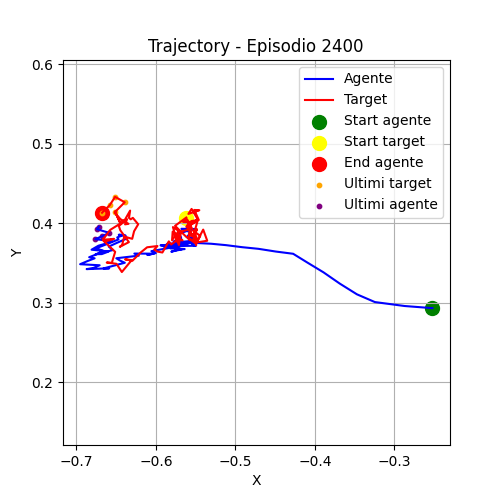 Trajectory - Episodio 2400
0.6
0.5
0.4
0.3
0.2
Y
−0.7
−0.6
−0.5
−0.4
−0.3
X
Agente
Target
Start agente
Start target
End agente
Ultimi target
Ultimi agente